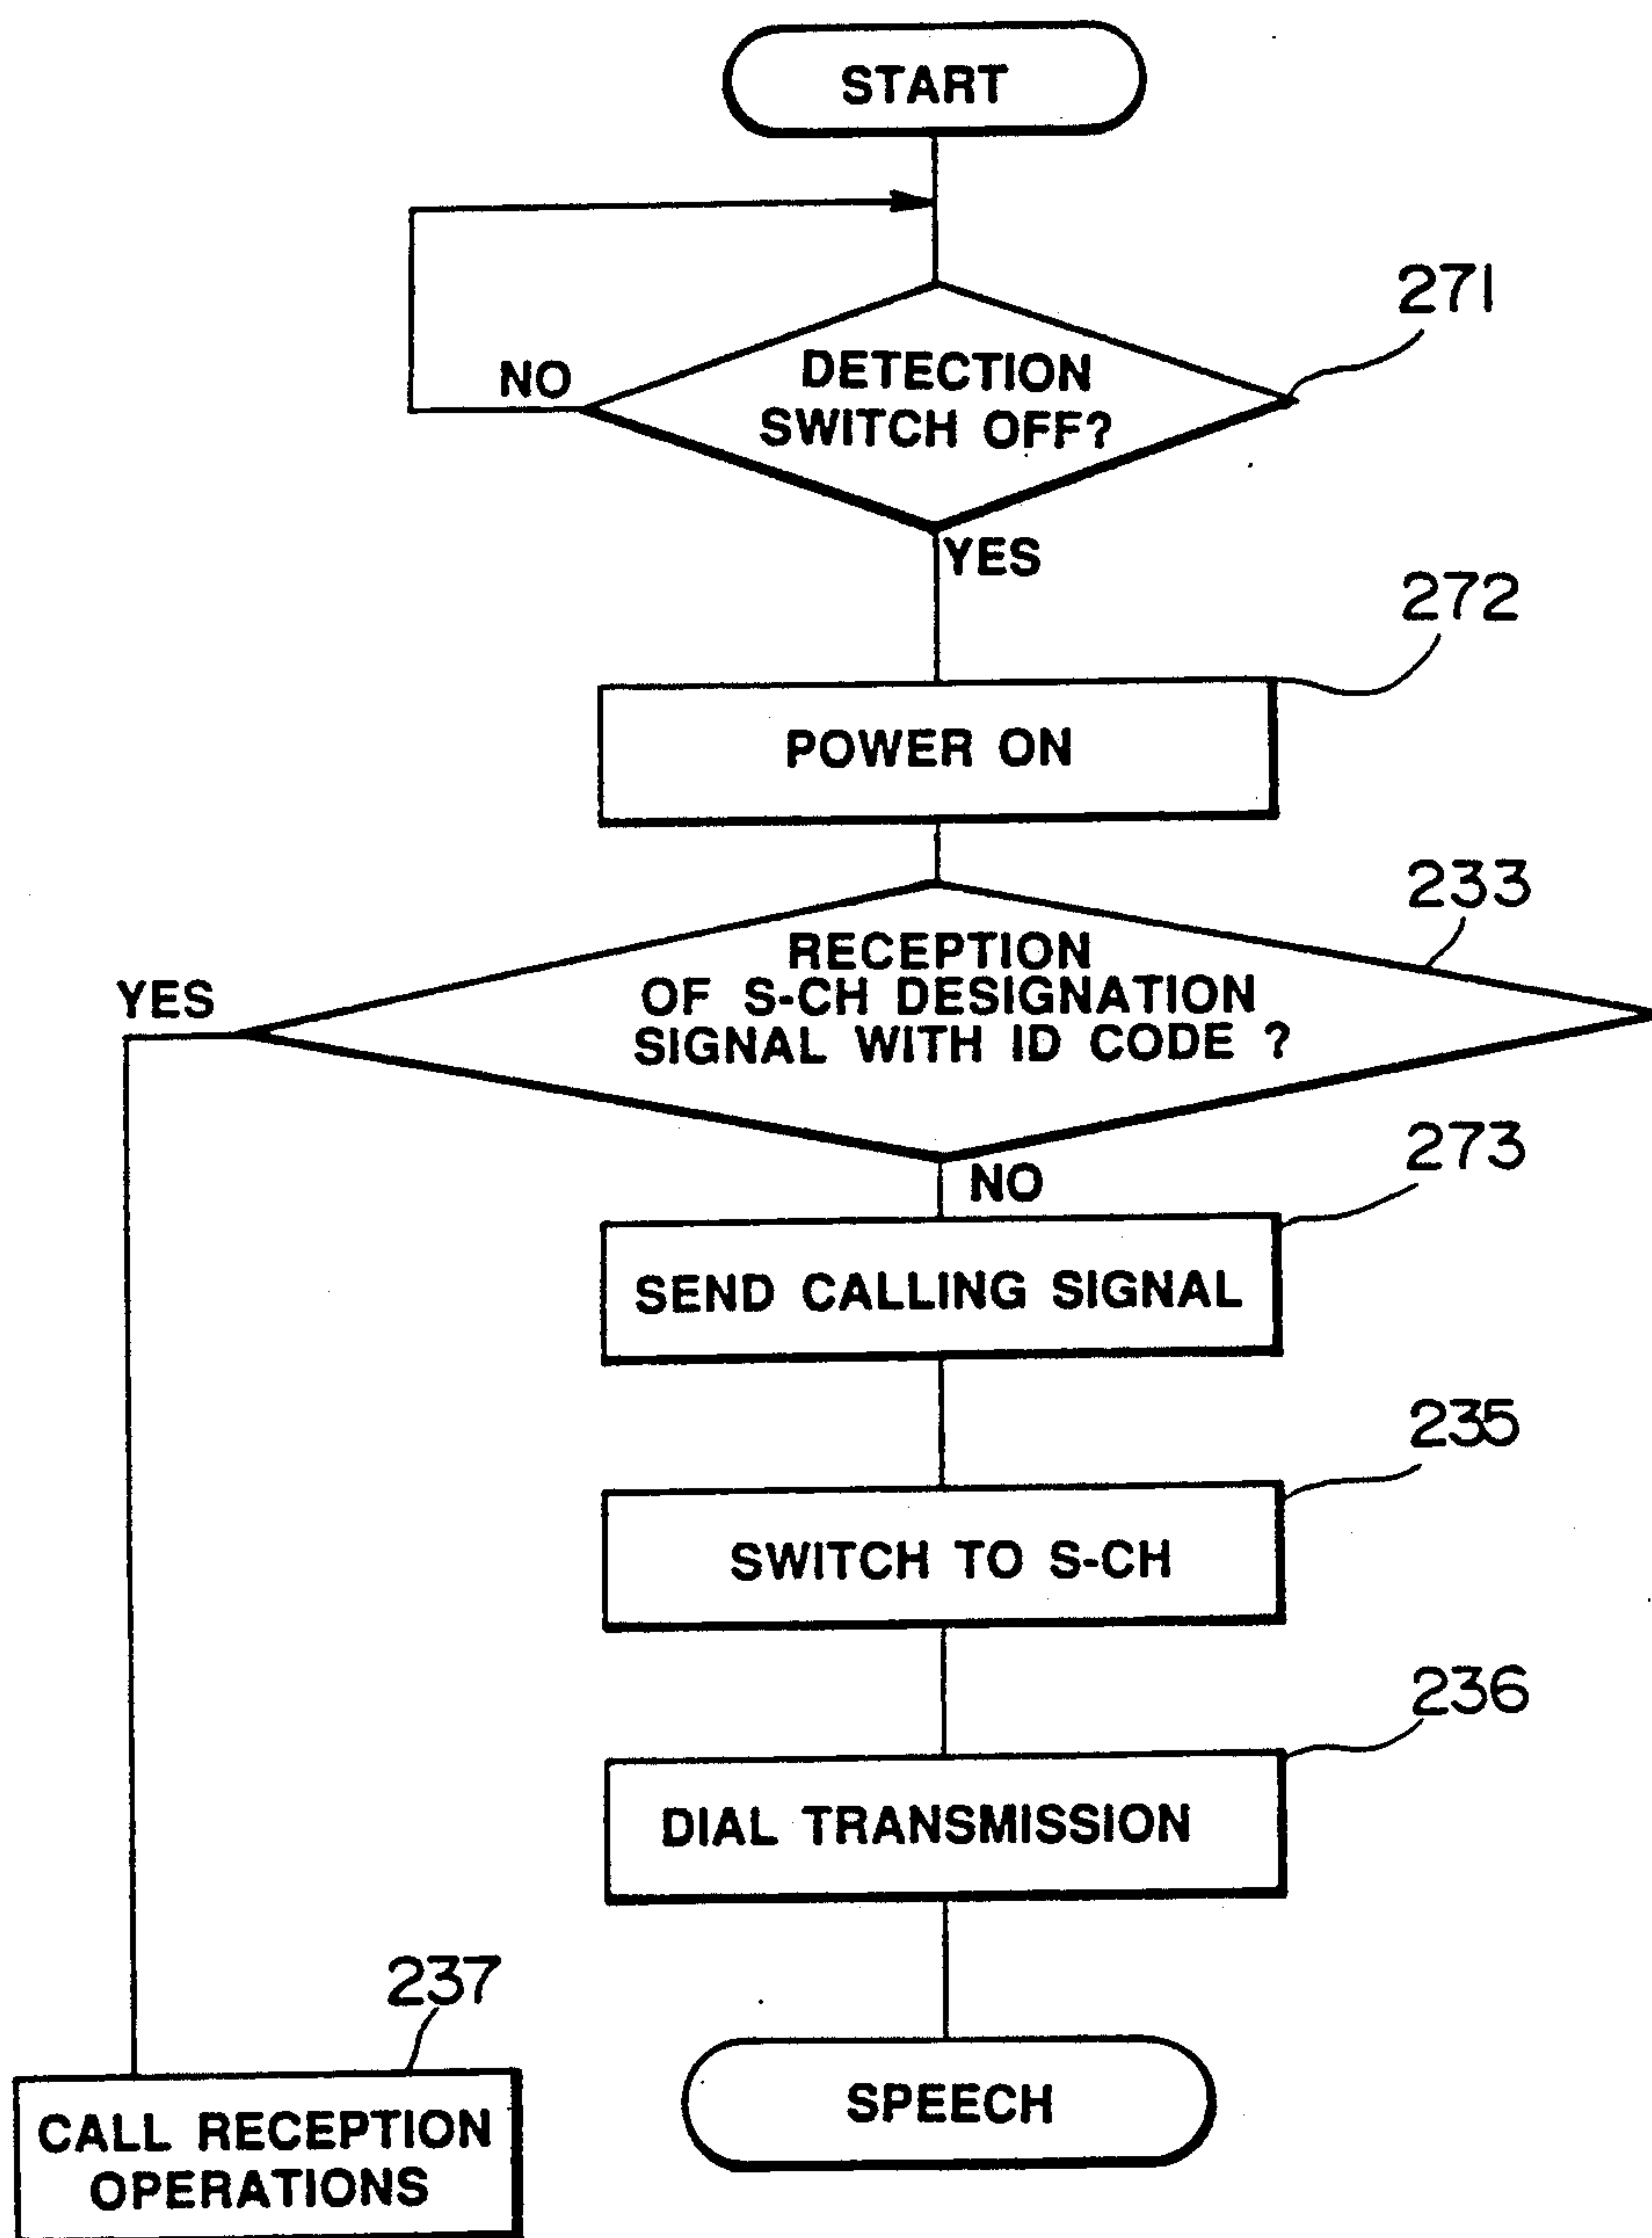 START
271
NO
DETECTION
SWITCH OFF?
YES
272
POWER ON
233
YES
RECEPTION
OF S-CH DESIGNATION
SIGNAL WITH ID CODE ?
273
NO
SEND CALLING SIGNAL
235
SWITCH TO S-CH
236
DIAL TRANSMISSION
237
SPEECH
CALL RECEPTION
OPERATIONS